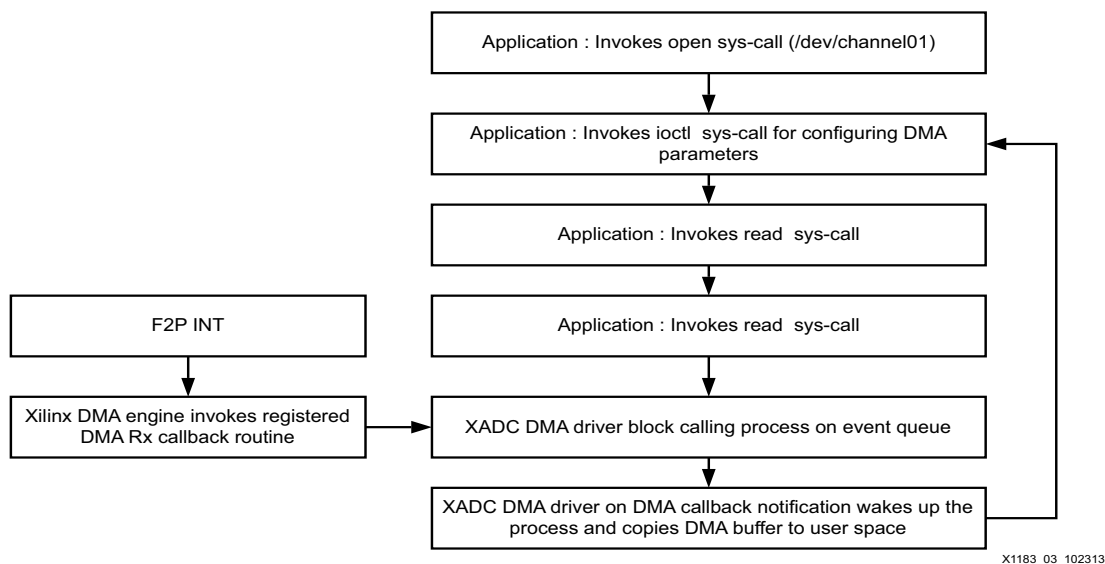 Application : Invokes open sys-call (/dev/channel01)
Application : Invokes ioctl  sys-call for configuring DMA
parameters
Application : Invokes read  sys-call
F2P INT
Application : Invokes read  sys-call
Xilinx DMA engine invokes registered
DMA Rx callback routine
XADC DMA driver block calling process on event queue
XADC DMA driver on DMA callback notification wakes up the
process and copies DMA buffer to user space
X1183_03_102313